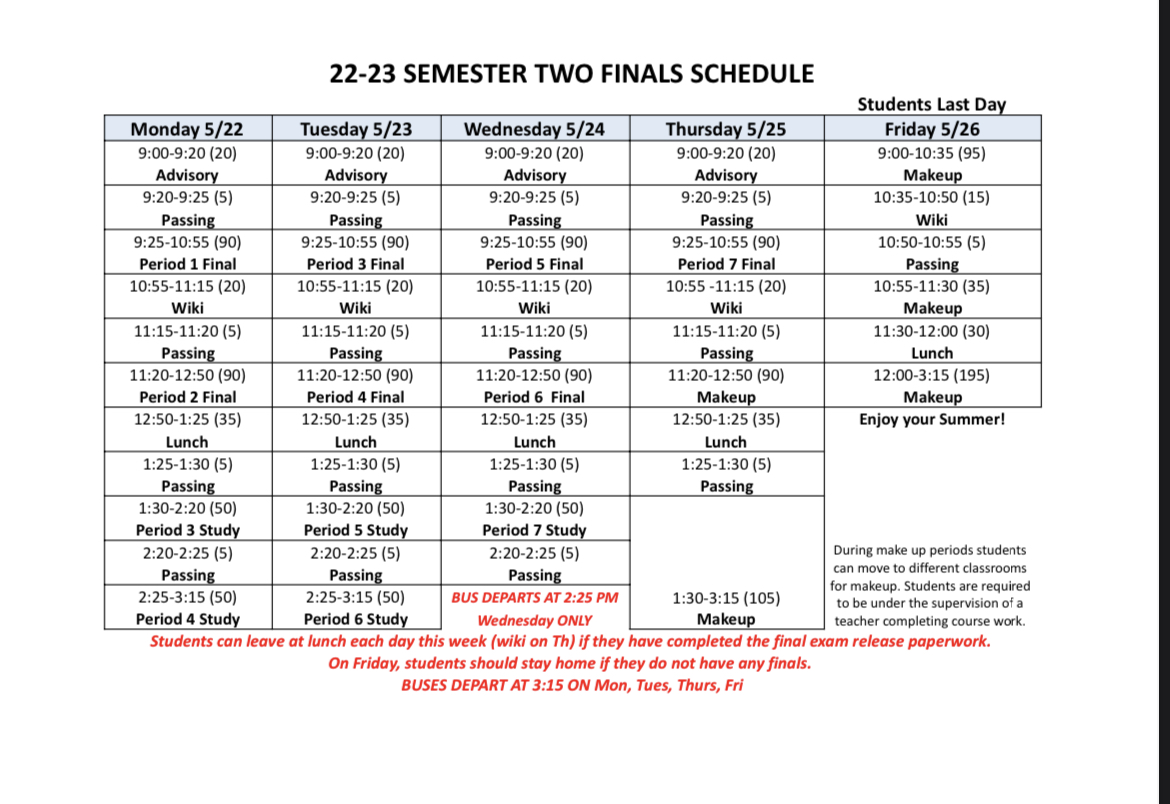 22-23 SEMESTER TWO FINALS SCHEDULE
Students Last Day
Monday 5/22 Tuesday 5/23 Wednesday 5/24 Thursday 5/25 Friday 5/26
9:00-9:20 (20) 9:00-9:20 (20) 9:00-9:20 (20) 9:00-9:20 (20) 9:00-10:35 (95)
Advisory Advisory Advisory Advisory Makeup
9:20-9:25 (5) 9:20-9:25 (5) 9:20-9:25 (5) 9:20-9:25 (5) 10:35-10:50 (15)
Passing Passing Passing Passing Wiki
9:25-10:55 (90) 9:25-10:55 (90) 9:25-10:55 (90) 9:25-10:55 (90) 10:50-10:55 (5)
Period 1 Final Period 3 Final Period 5 Final Period 7 Final Passing
10:55-11:15 (20) 10:55-11:15 (20) 10:55-11:15 (20) 10:55 -11:15 (20) 10:55-11:30 (35)
Wiki Wiki Wiki Wiki Makeup
11:15-11:20 (5) 11:15-11:20 (5) 11:15-11:20 (5) 11:15-11:20 (5) 11:30-12:00 (30)
Passing Passing Passing Passing Lunch
11:20-12:50 (90) 11:20-12:50 (90) 11:20-12:50 (90) 11:20-12:50 (90) 12:00-3:15 (195)
Period 2 Final Period 4 Final Period 6 Final Makeup Makeup
12:50-1:25 (35) 12:50-1:25 (35) 12:50-1:25 (35) 12:50-1:25 (35) Enjoy your Summer!
Lunch Lunch Lunch Lunch
1:25-1:30 (5) 1:25-1:30 (5) 1:25-1:30 (5) 1:25-1:30 (5)
Passing Passing Passing Passing
1:30-2:20 (50) 1:30-2:20 (50) 1:30-2:20 (50)
Period 3 Study Period 5 Study Period 7 Study
2:20-2:25 (5) 2:20-2:25 (5) 2:20-2:25 (5)
Passing Passing Passing
2:25-3:15 (50) 2:25-3:15 (50) BUS DEPARTS AT 2:25 PM 1:30-3:15 (105)
Period 4 Study Period 6 Study Wednesday ONLY Makeup
During make up periods students
can move to different classrooms
for makeup. Students are required
to be under the supervision of a
teacher completing course work.
Students can leave at lunch each day this week (wiki on Th) if they have completed the final exam release paperwork.
On Friday, students should stay home if they do not have any finals.
BUSES DEPART AT 3:15 ON Mon, Tues, Thurs, Fri